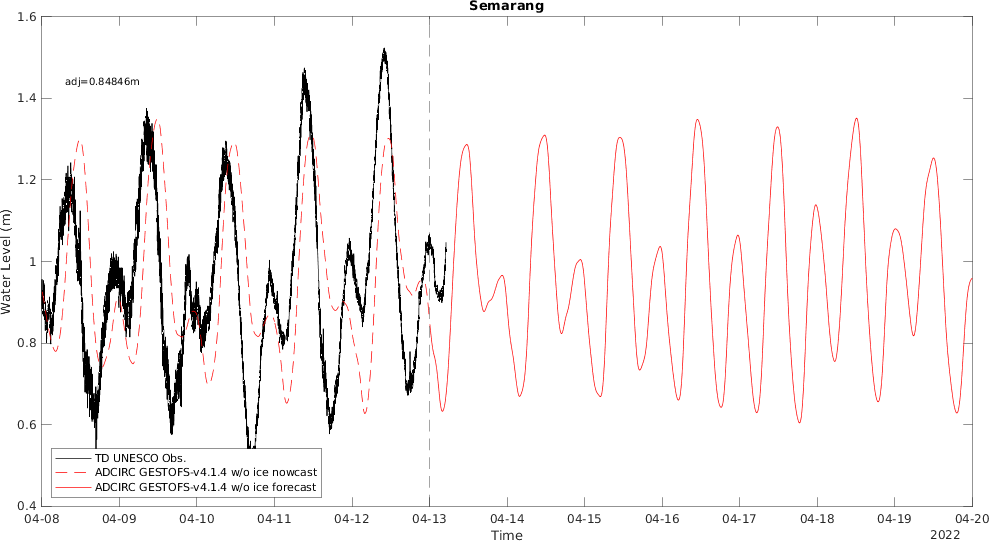 Semarang
1.6
1.4
1.2
1
0.8
0.6
0.4
Water Level (m)
adj=0.84846m
TD UNESCO Obs.
ADCIRC GESTOFS-v4.1.4 w/o ice nowcast
ADCIRC GESTOFS-v4.1.4 w/o ice forecast
04-08 04-09 04-10 04-11 04-12 04-13 04-14 04-15 04-16 04-17 04-18 04-19 04-20
Time
2022